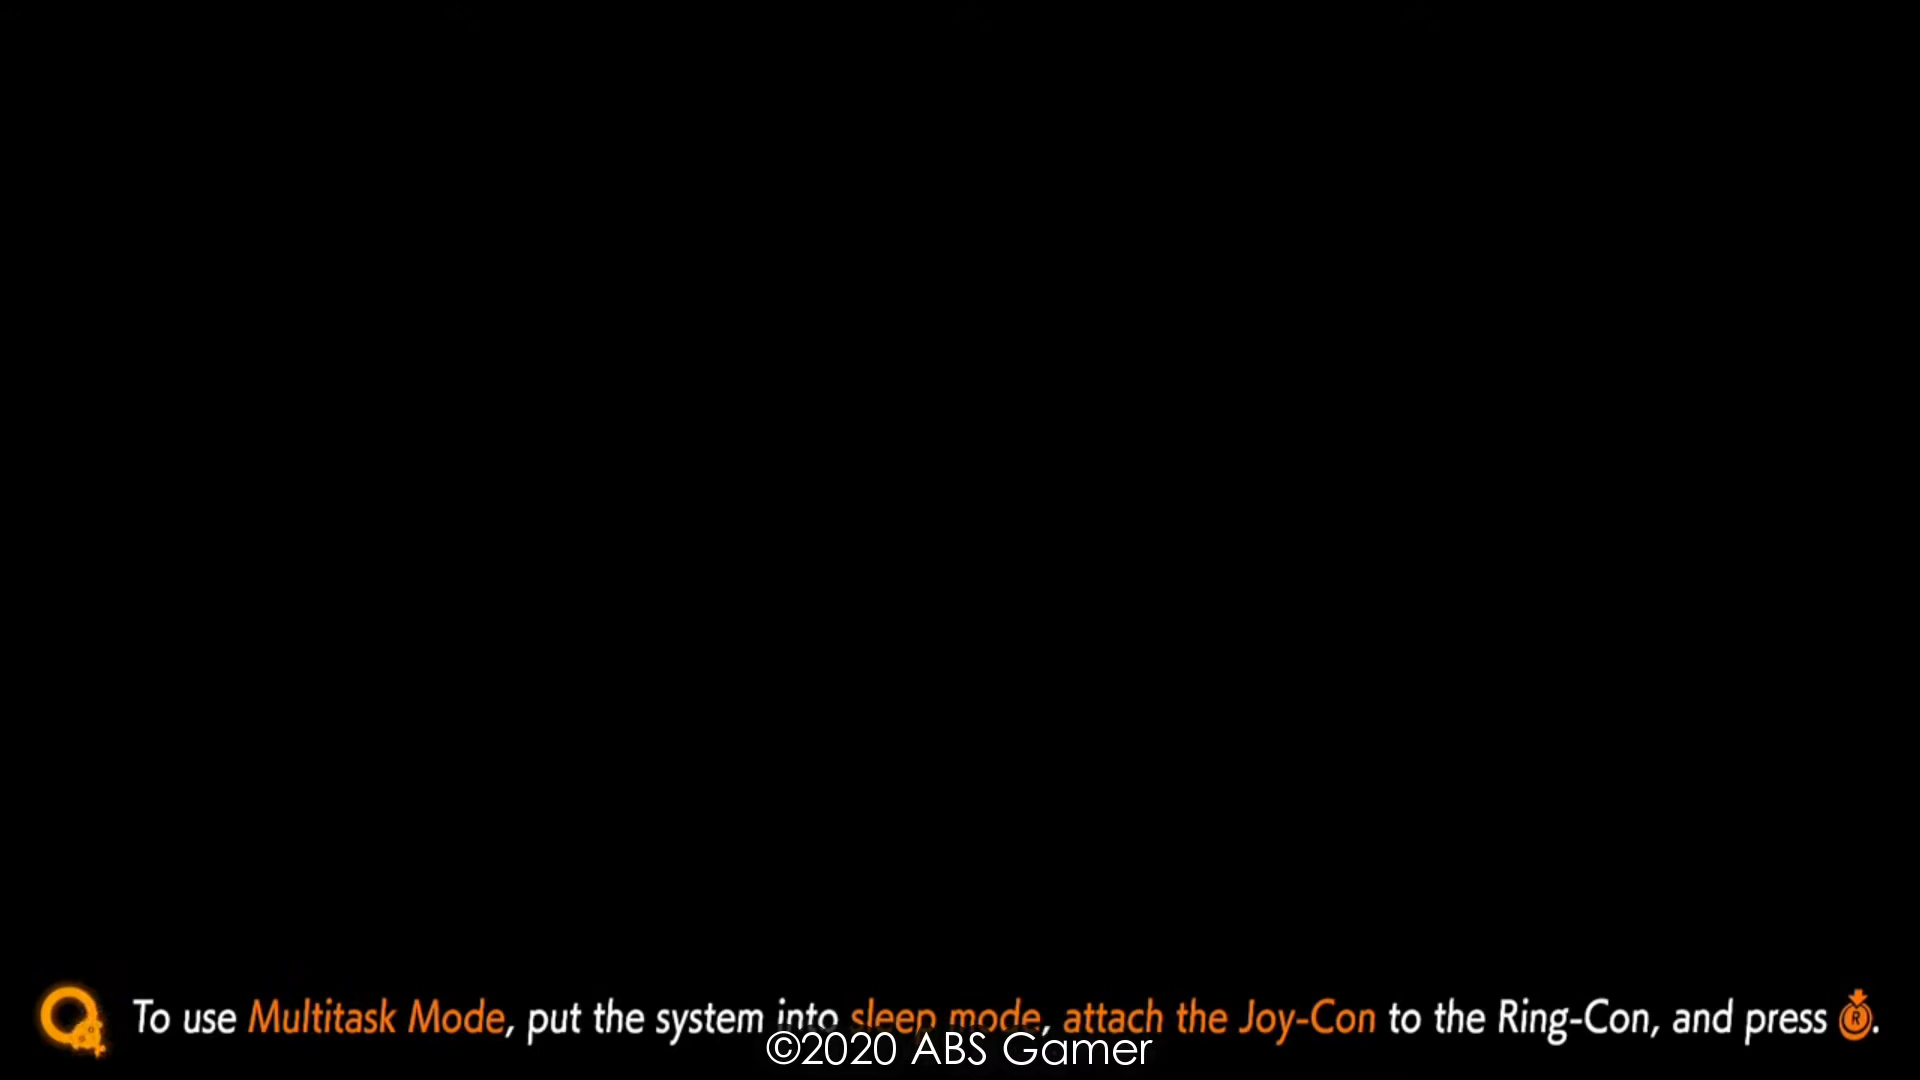 To use Multitask Mode, put the system into sleep mode, attach the Joy-Con to the Ring-Con, and press R.
©2020 ABS Gamer